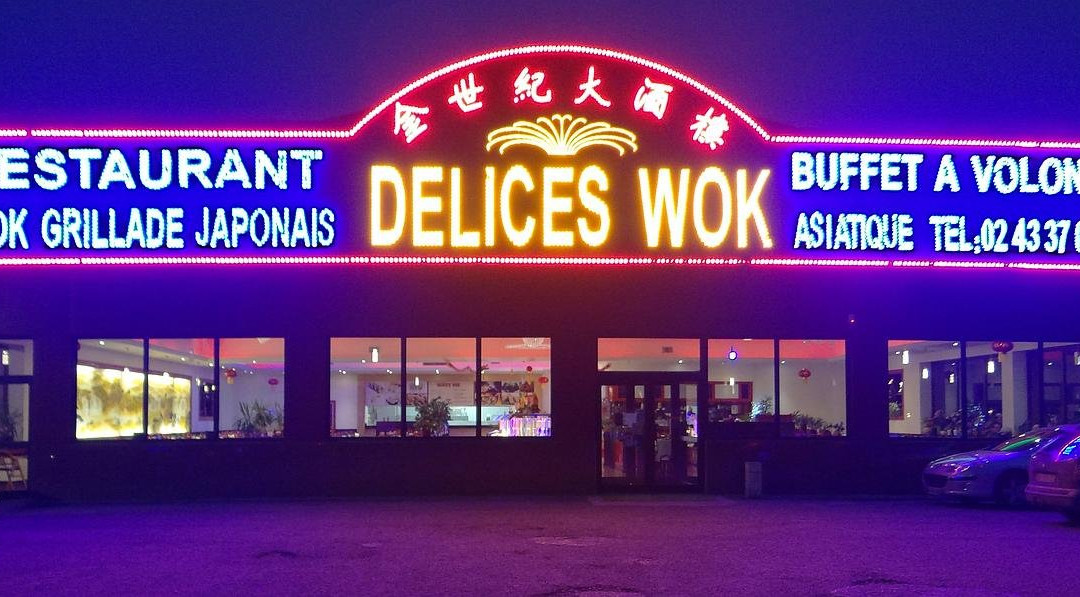 金世紀大酒樓
DELICES WOK
ESTAURANT
OK GRILLADE JAPONAIS
BUFFET A VOLON
ASIATIQUE TEL:02 43 37